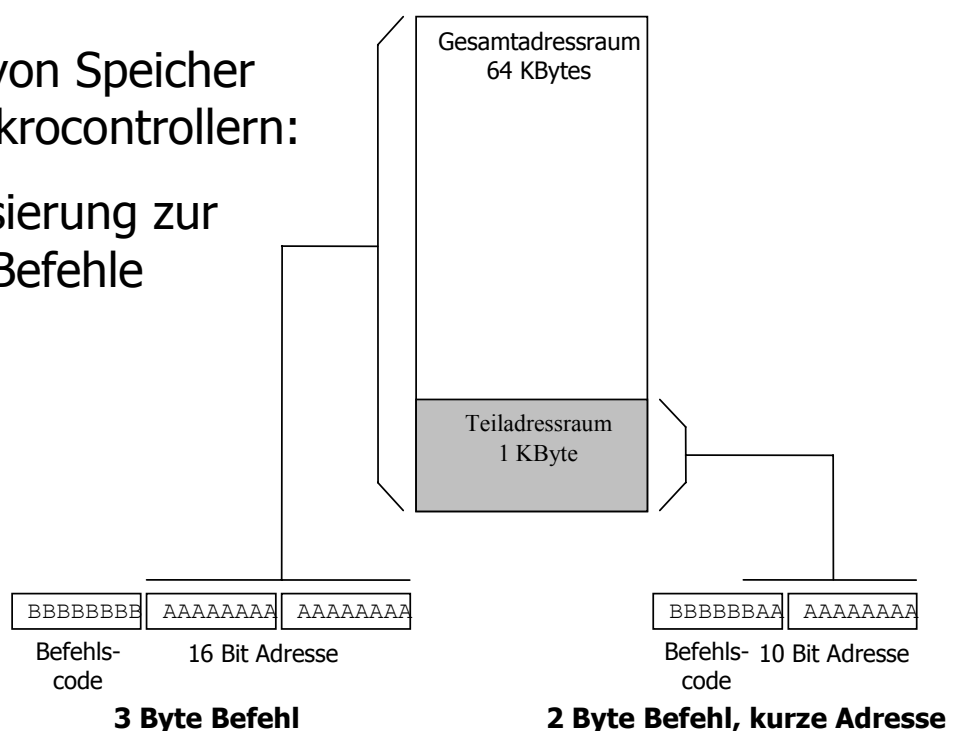 von Speicher
krocontrollern:
sierung zur
Befehle
Gesamtadressraum
64 KBytes
Teiladressraum
1 KByte
BBBBBBBB AAAAAAAA AAAAAAAA
Befehls-
code
16 Bit Adresse
3 Byte Befehl
BBBBBBAA AAAAAAAA
Befehls-
code
10 Bit Adresse
2 Byte Befehl, kurze Adresse